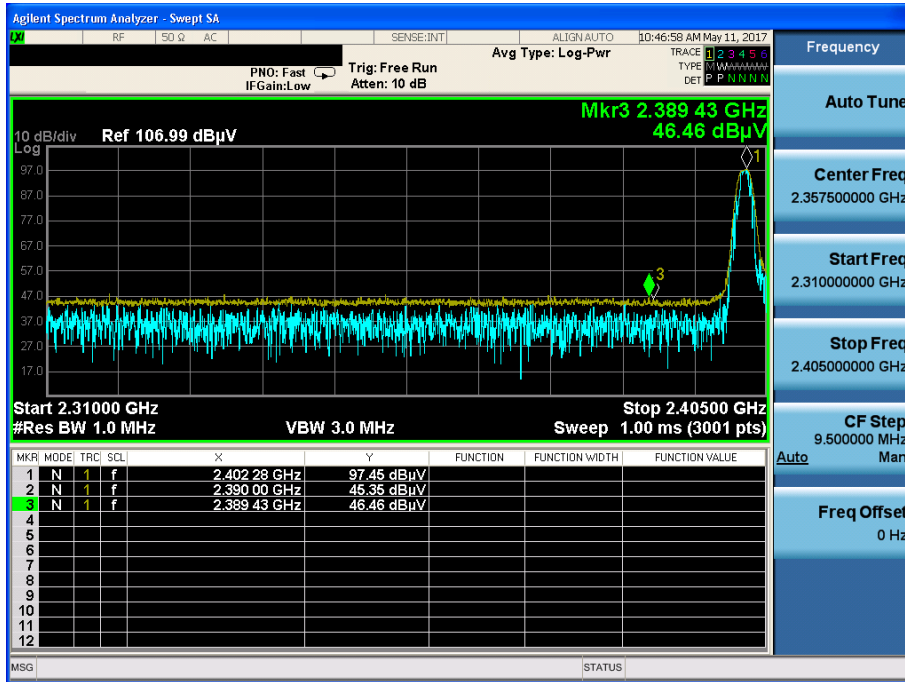 Agilent Spectrum Analyzer - Swept SA
LXI RF 50 Ω AC SENSE:INT ALIGN AUTO 10:46:58 AM May 11, 2017
PNO: Fast Trig: Free Run Avg Type: Log-Pwr TRACE 1 2 3 4 5 6
IFGain:Low Atten: 10 dB TYPE M W
DET P P N N N N
Mkr3 2.389 43 GHz
46.46 dBµV
10 dB/div Ref 106.99 dBµV
Log
97.0
87.0
77.0
67.0
57.0
47.0
37.0
27.0
17.0
1
3
Start 2.31000 GHz Stop 2.40500 GHz
#Res BW 1.0 MHz VBW 3.0 MHz Sweep 1.00 ms (3001 pts)
MKR MODE TRC SCL X Y FUNCTION FUNCTION WIDTH FUNCTION VALUE
1 N 1 f 2.402 28 GHz 97.45 dBµV
2 N 1 f 2.390 00 GHz 45.35 dBµV
3 N 1 f 2.389 43 GHz 46.46 dBµV
4
5
6
7
8
9
10
11
12
MSG STATUS
Frequency
Auto Tune
Center Freq
2.357500000 GHz
Start Freq
2.310000000 GHz
Stop Freq
2.405000000 GHz
CF Step
9.500000 MHz
Auto Man
Freq Offset
0 Hz